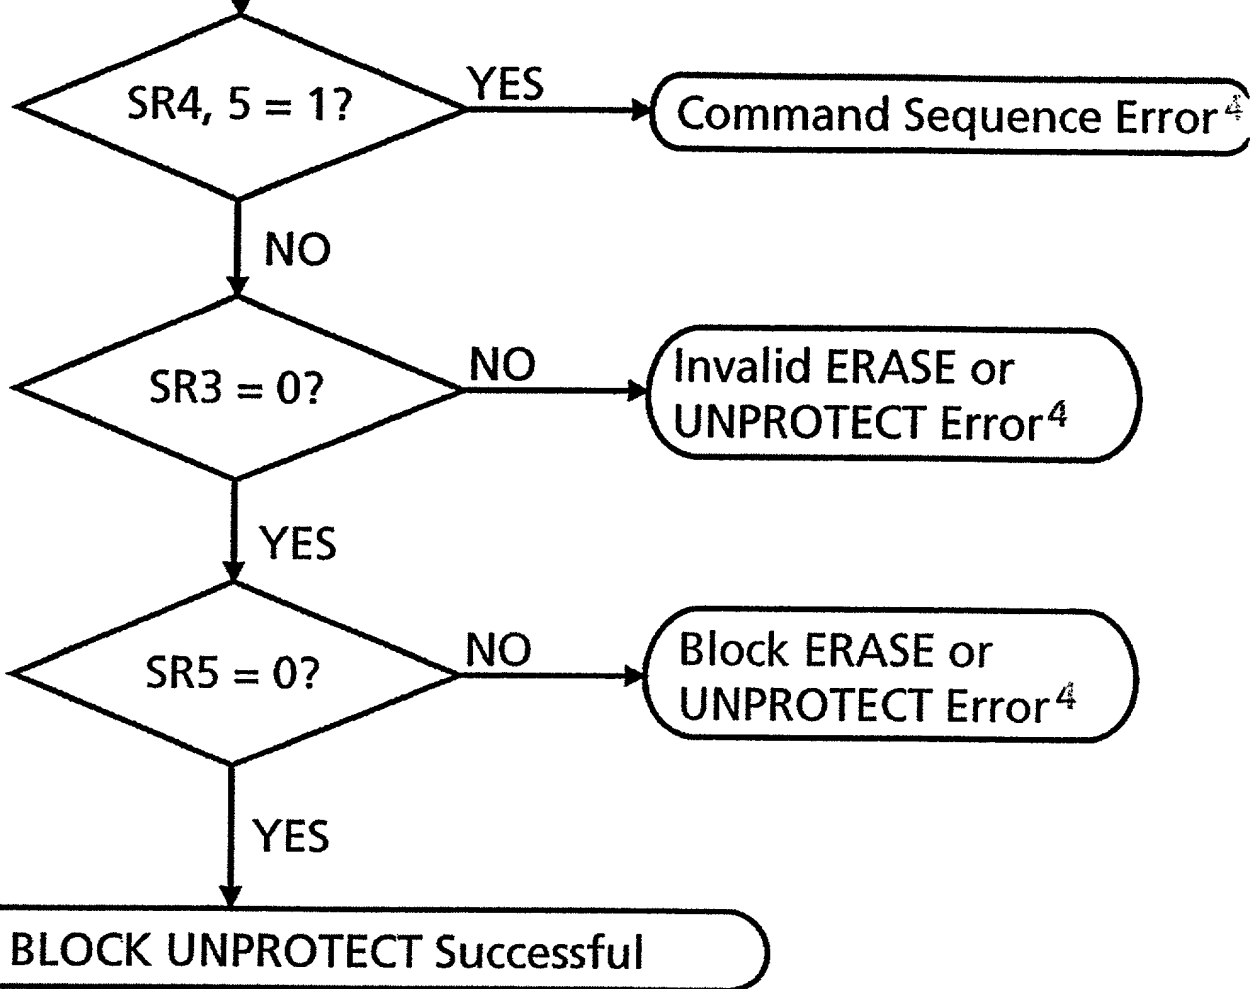 SR4, 5 = 1?
YES
Command Sequence Error⁴
NO
SR3 = 0?
NO
Invalid ERASE or
UNPROTECT Error⁴
YES
SR5 = 0?
NO
Block ERASE or
UNPROTECT Error⁴
YES
BLOCK UNPROTECT Successful